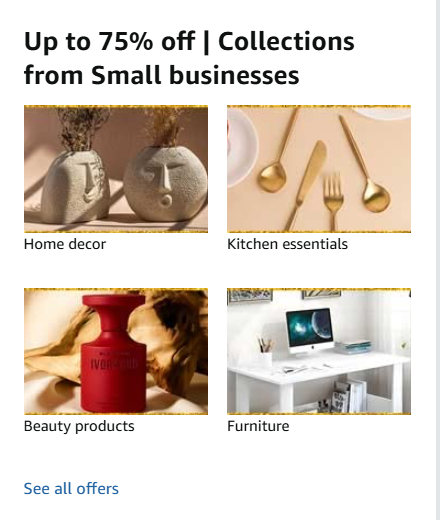 Up to 75% off | Collections
from Small businesses
Home decor
Kitchen essentials
Beauty products
Furniture
See all offers